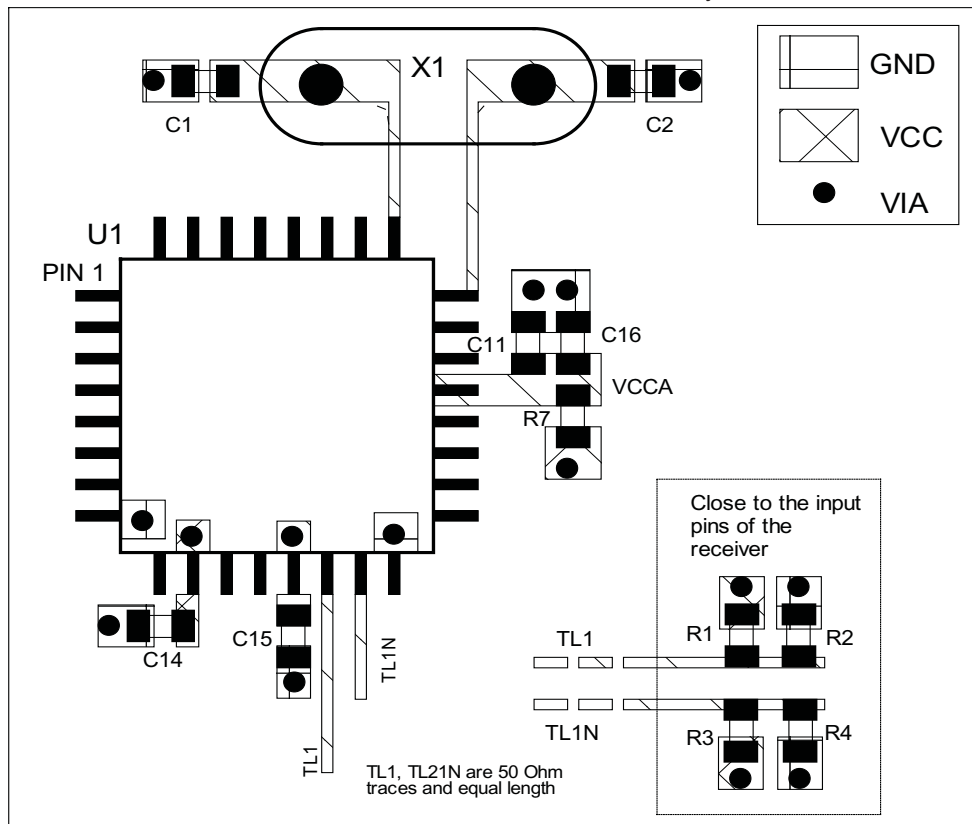 X1
GND
C1
C2
VCC
VIA
U1
PIN 1
C11
C16
VCCA
R7
Close to the input
pins of the
receiver
R1
R2
C14
C15
TL1N
TL1
TL1
TL1N
R3
R4
TL1, TL21N are 50 Ohm
traces and equal length